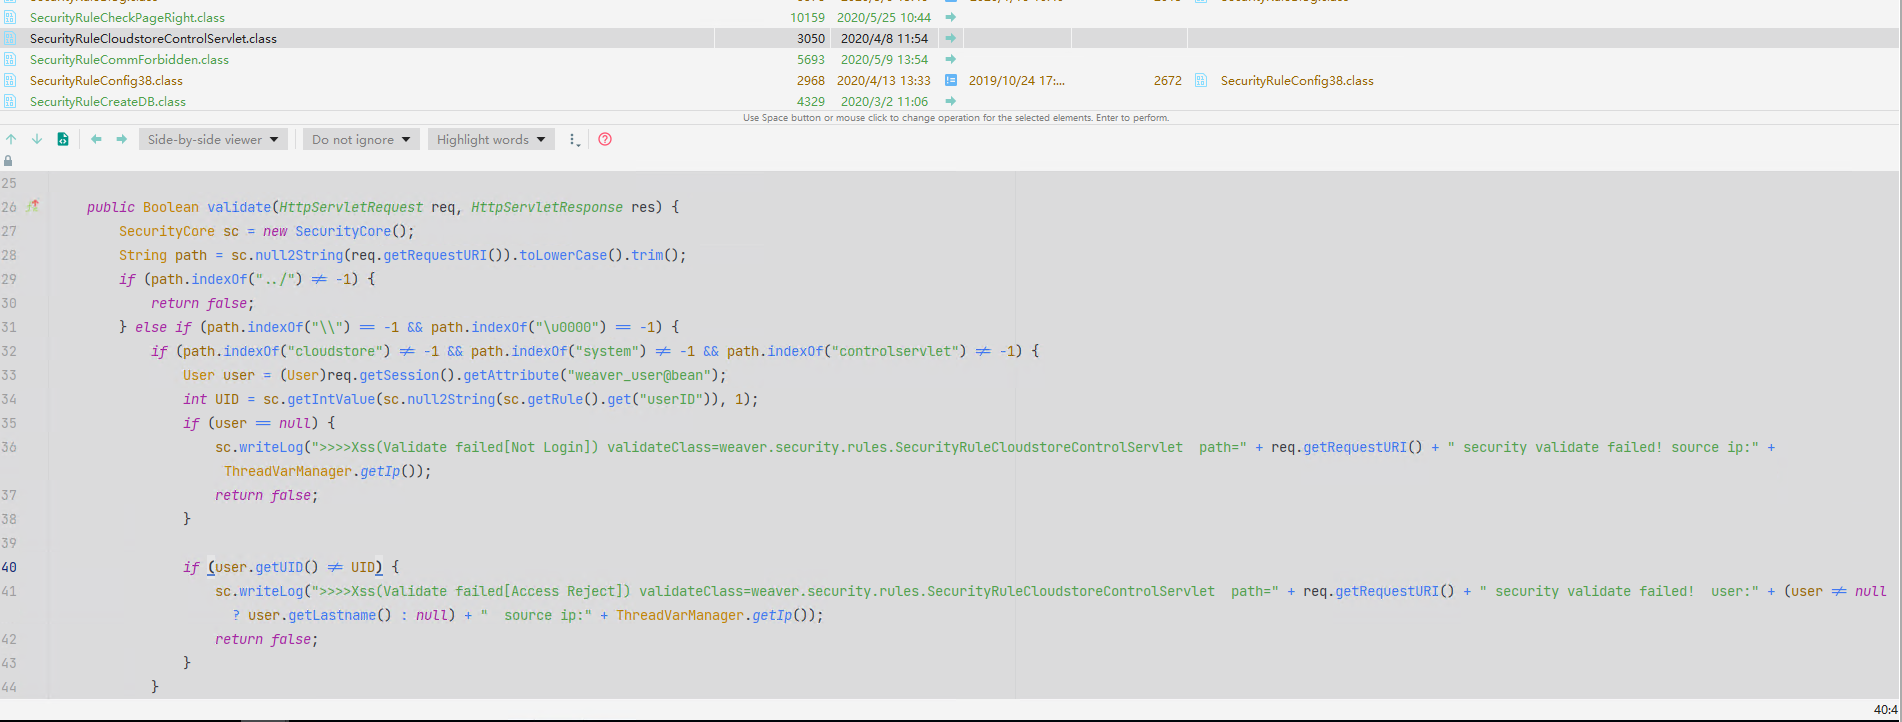 SecurityRuleCheckPageRight.class 10159 2020/5/25 10:44
SecurityRuleCloudstoreControlServlet.class 3050 2020/4/8 11:54
SecurityRuleCommForbidden.class 5693 2020/5/9 13:54
SecurityRuleConfig38.class 2968 2020/4/13 13:33 2019/10/24 17:... 2672 SecurityRuleConfig38.class
SecurityRuleCreateDB.class 4329 2020/3/2 11:06
Use Space button or mouse click to change operation for the selected elements. Enter to perform.
Side-by-side viewer Do not ignore Highlight words
25
26 public Boolean validate(HttpServletRequest req, HttpServletResponse res) {
27 SecurityCore sc = new SecurityCore();
28 String path = sc.null2String(req.getRequestURI()).toLowerCase().trim();
29 if (path.indexOf("../") ≠ -1) {
30 return false;
31 } else if (path.indexOf("\\") == -1 && path.indexOf("\u0000") == -1) {
32 if (path.indexOf("cloudstore") ≠ -1 && path.indexOf("system") ≠ -1 && path.indexOf("controlservlet") ≠ -1) {
33 User user = (User)req.getSession().getAttribute("weaver_user@bean");
34 int UID = sc.getIntValue(sc.null2String(sc.getRule().get("userID")), 1);
35 if (user == null) {
36 sc.writeLog(">>>>Xss(Validate failed[Not Login]) validateClass=weaver.security.rules.SecurityRuleCloudstoreControlServlet  path=" + req.getRequestURI() + " security validate failed! source ip:" +
ThreadVarManager.getIp());
37 return false;
38 }
39
40 if (user.getUID() ≠ UID) {
41 sc.writeLog(">>>>Xss(Validate failed[Access Reject]) validateClass=weaver.security.rules.SecurityRuleCloudstoreControlServlet  path=" + req.getRequestURI() + " security validate failed!  user:" + (user ≠ null
? user.getLastname() : null) + "  source ip:" + ThreadVarManager.getIp());
42 return false;
43 }
44 }
40:4